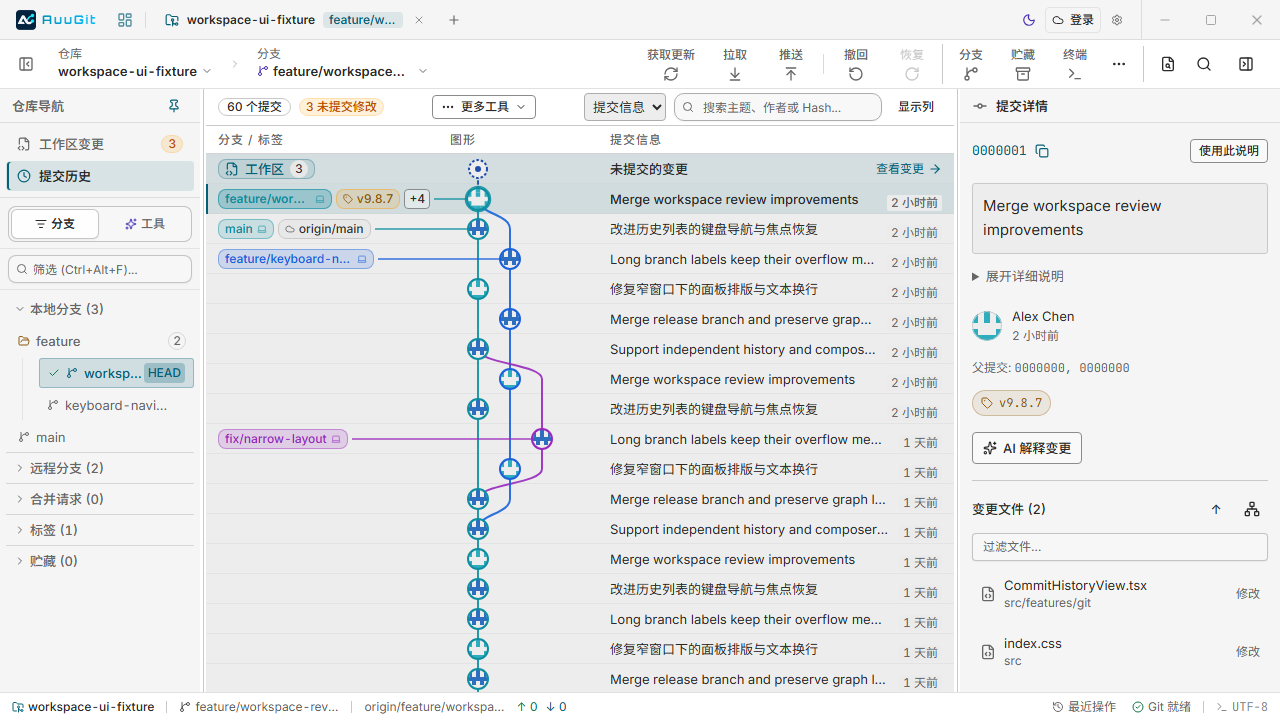 AuuGit
workspace-ui-fixture feature/w...
登录
仓库
workspace-ui-fixture
分支
feature/workspace...
获取更新 拉取 推送 撤回 恢复 分支 贮藏 终端
仓库导航
工作区变更 3
提交历史
分支 工具
筛选 (Ctrl+Alt+F)...
本地分支 (3)
feature 2
worksp... HEAD
keyboard-navi...
main
远程分支 (2)
合并请求 (0)
标签 (1)
贮藏 (0)
60 个提交 3 未提交修改 更多工具 提交信息 搜索主题、作者或 Hash... 显示列
分支 / 标签 图形 提交信息
工作区 3 未提交的变更 查看变更
feature/wor... v9.8.7 +4 Merge workspace review improvements 2 小时前
main origin/main 改进历史列表的键盘导航与焦点恢复 2 小时前
feature/keyboard-n... Long branch labels keep their overflow m... 2 小时前
修复窄窗口下的面板排版与文本换行 2 小时前
Merge release branch and preserve grap... 2 小时前
Support independent history and compos... 2 小时前
Merge workspace review improvements 2 小时前
改进历史列表的键盘导航与焦点恢复 2 小时前
fix/narrow-layout Long branch labels keep their overflow me... 1 天前
修复窄窗口下的面板排版与文本换行 1 天前
Merge release branch and preserve graph l... 1 天前
Support independent history and composer... 1 天前
Merge workspace review improvements 1 天前
改进历史列表的键盘导航与焦点恢复 1 天前
Long branch labels keep their overflow me... 1 天前
修复窄窗口下的面板排版与文本换行 1 天前
Merge release branch and preserve graph l... 1 天前
提交详情
0000001 使用此说明
Merge workspace review
improvements
展开详细说明
Alex Chen
2 小时前
父提交: 0000000, 0000000
v9.8.7
AI 解释变更
变更文件 (2)
过滤文件...
CommitHistoryView.tsx 修改
src/features/git
index.css 修改
src
workspace-ui-fixture feature/workspace-rev... origin/feature/workspa... ↑ 0 ↓ 0 最近操作 Git 就绪 UTF-8